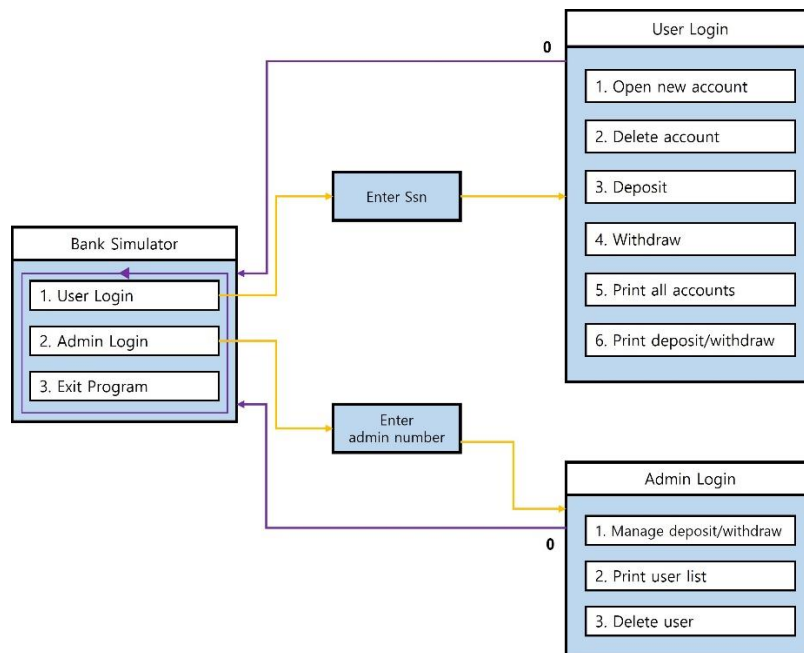 0
User Login
1. Open new account
2. Delete account
3. Deposit
4. Withdraw
5. Print all accounts
6. Print deposit/withdraw
Enter Ssn
Bank Simulator
1. User Login
2. Admin Login
3. Exit Program
Enter
admin number
0
Admin Login
1. Manage deposit/withdraw
2. Print user list
3. Delete user